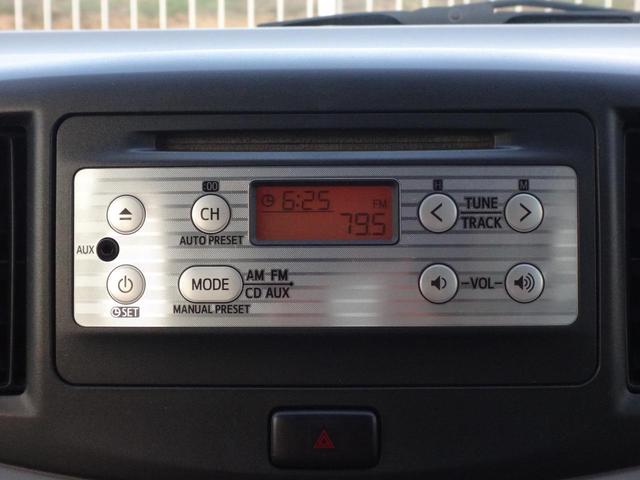 :00
H
M
CH
6:25
FM
79.5
TUNE
TRACK
AUTO PRESET
AUX
MODE
AM FM
CD AUX
VOL
SET
MANUAL PRESET